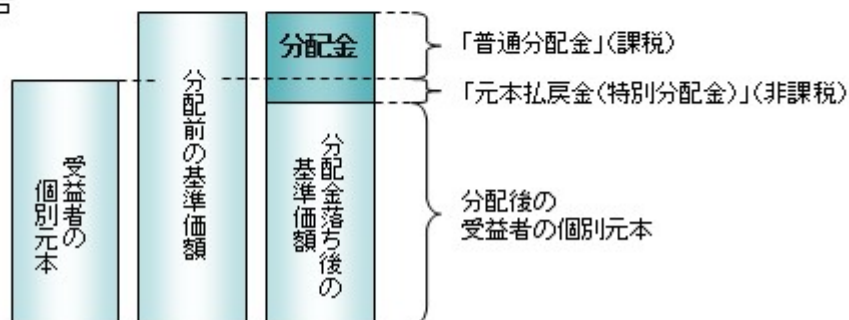 受益者の
個別元本
分配前の基準価額
分配金
分配金落ち後の
基準価額
「普通分配金」(課税)
「元本払戻金(特別分配金)」(非課税)
分配後の
受益者の個別元本